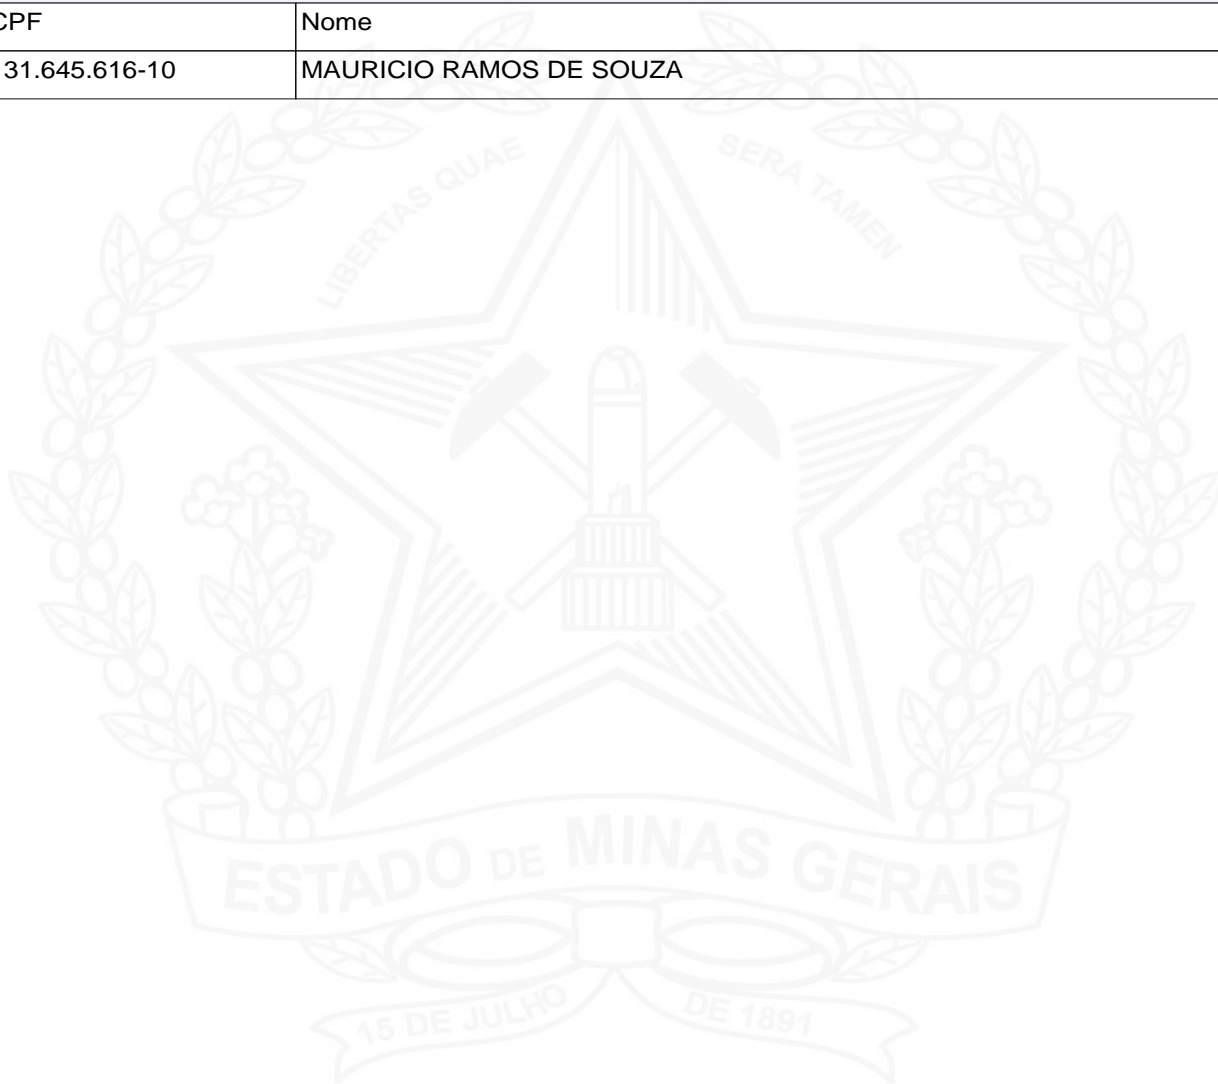 CPF Nome
31.645.616-10 MAURICIO RAMOS DE SOUZA
LIBERTAS QUAE SERA TAMEN
ESTADO DE MINAS GERAIS
15 DE JULHO DE 1891